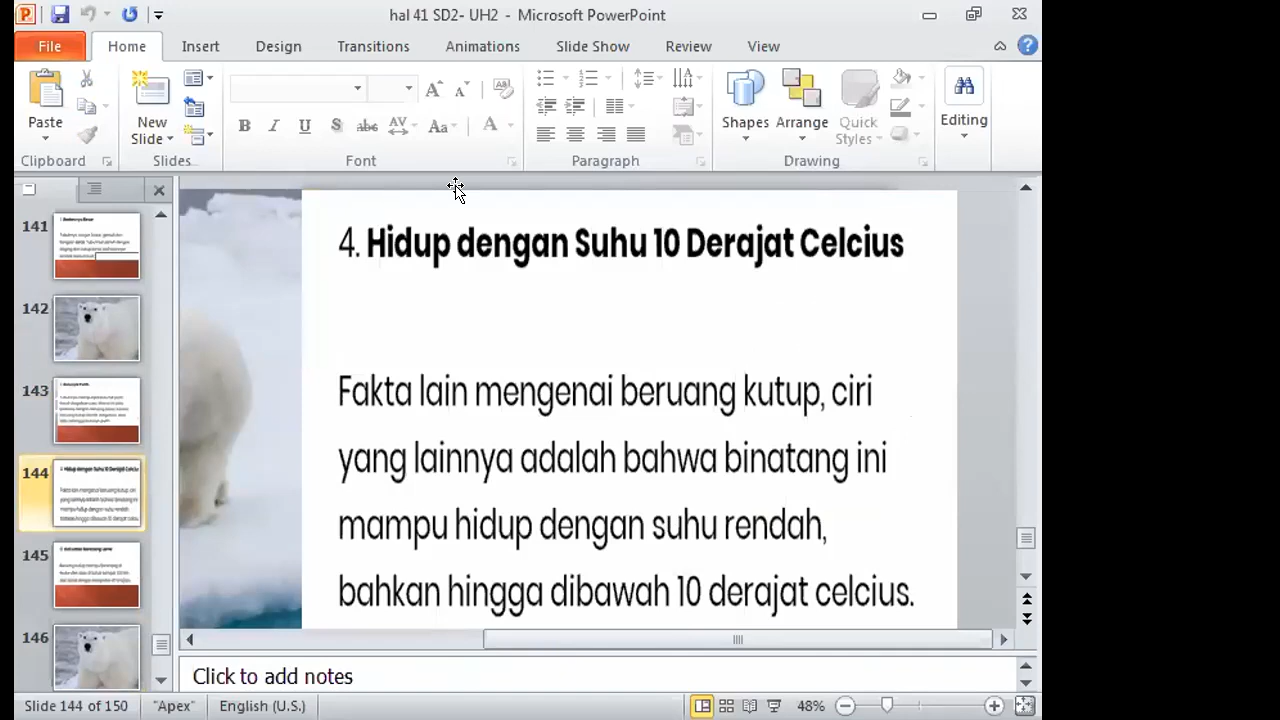 hal 41 SD2- UH2 - Microsoft PowerPoint
File Home Insert Design Transitions Animations Slide Show Review View
Paste
New
Slide
Shapes Arrange Quick
Styles
Editing
Clipboard Slides Font Paragraph Drawing
141
142
143
144
145
146
4. Hidup dengan Suhu 10 Derajat Celcius
Fakta lain mengenai beruang kutup, ciri
yang lainnya adalah bahwa binatang ini
mampu hidup dengan suhu rendah,
bahkan hingga dibawah 10 derajat celcius.
Click to add notes
Slide 144 of 150 "Apex" English (U.S.) 48%